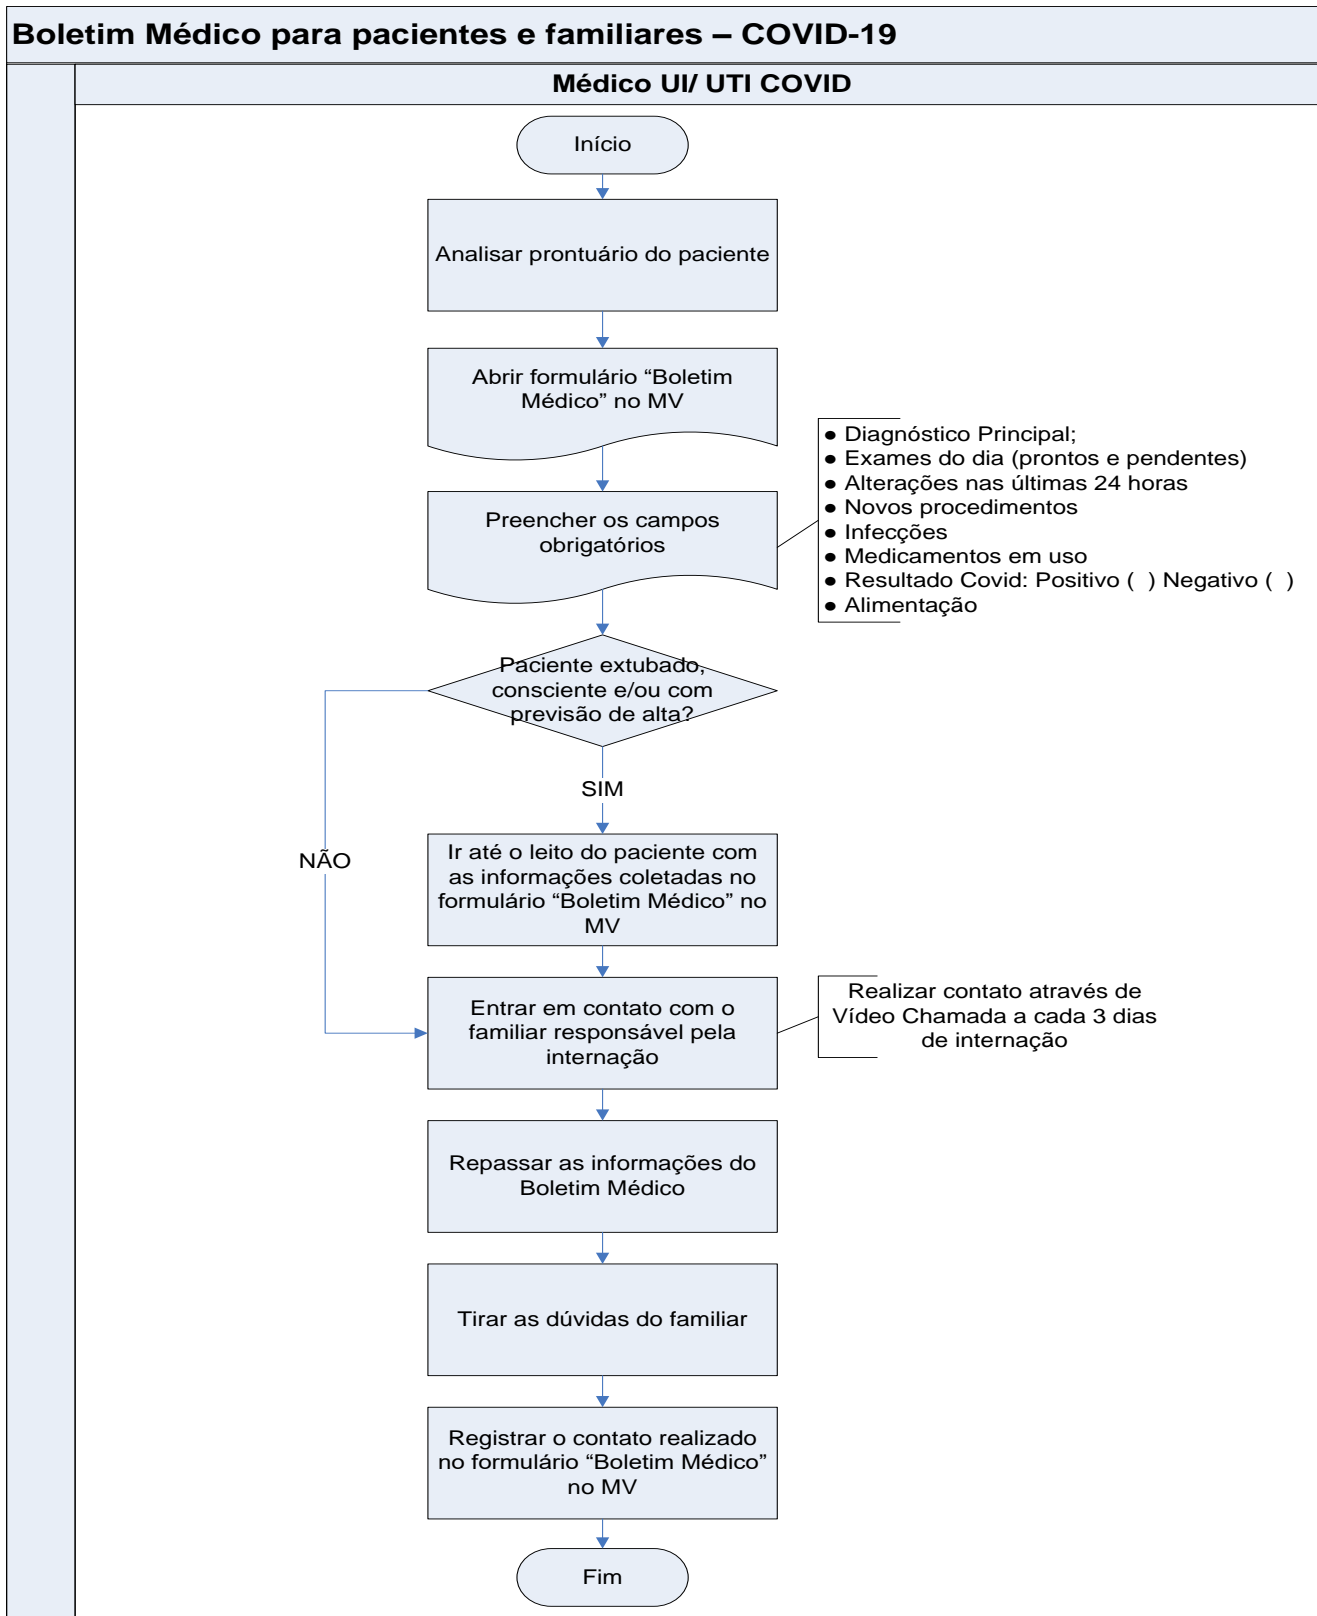 Boletim Médico para pacientes e familiares – COVID-19
Médico UI/ UTI COVID
Início
Analisar prontuário do paciente
Abrir formulário “Boletim
Médico” no MV
Preencher os campos
obrigatórios
● Diagnóstico Principal;
● Exames do dia (prontos e pendentes)
● Alterações nas últimas 24 horas
● Novos procedimentos
● Infecções
● Medicamentos em uso
● Resultado Covid: Positivo ( ) Negativo ( )
● Alimentação
Paciente extubado,
consciente e/ou com
previsão de alta?
SIM
NÃO
Ir até o leito do paciente com
as informações coletadas no
formulário “Boletim Médico” no
MV
Entrar em contato com o
familiar responsável pela
internação
Realizar contato através de
Vídeo Chamada a cada 3 dias
de internação
Repassar as informações do
Boletim Médico
Tirar as dúvidas do familiar
Registrar o contato realizado
no formulário “Boletim Médico”
no MV
Fim